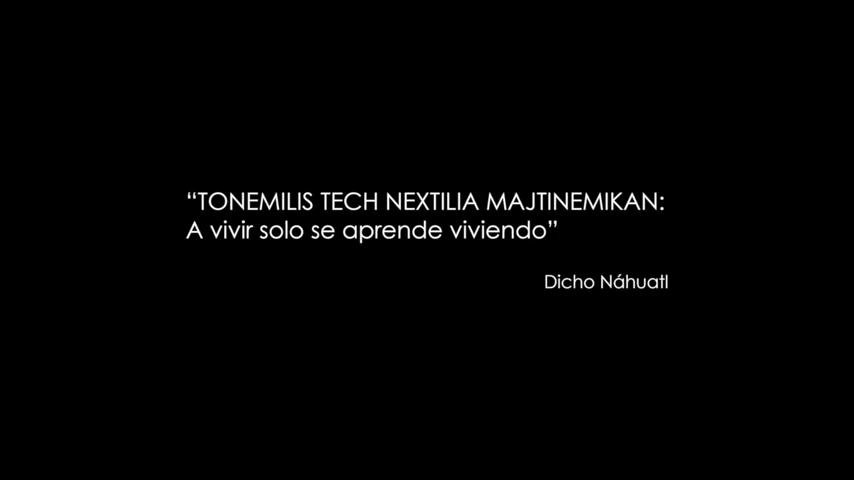 “TONEMILIS TECH NEXTILIA MAJTINEMIKAN:
A vivir solo se aprende viviendo”
Dicho Náhuatl